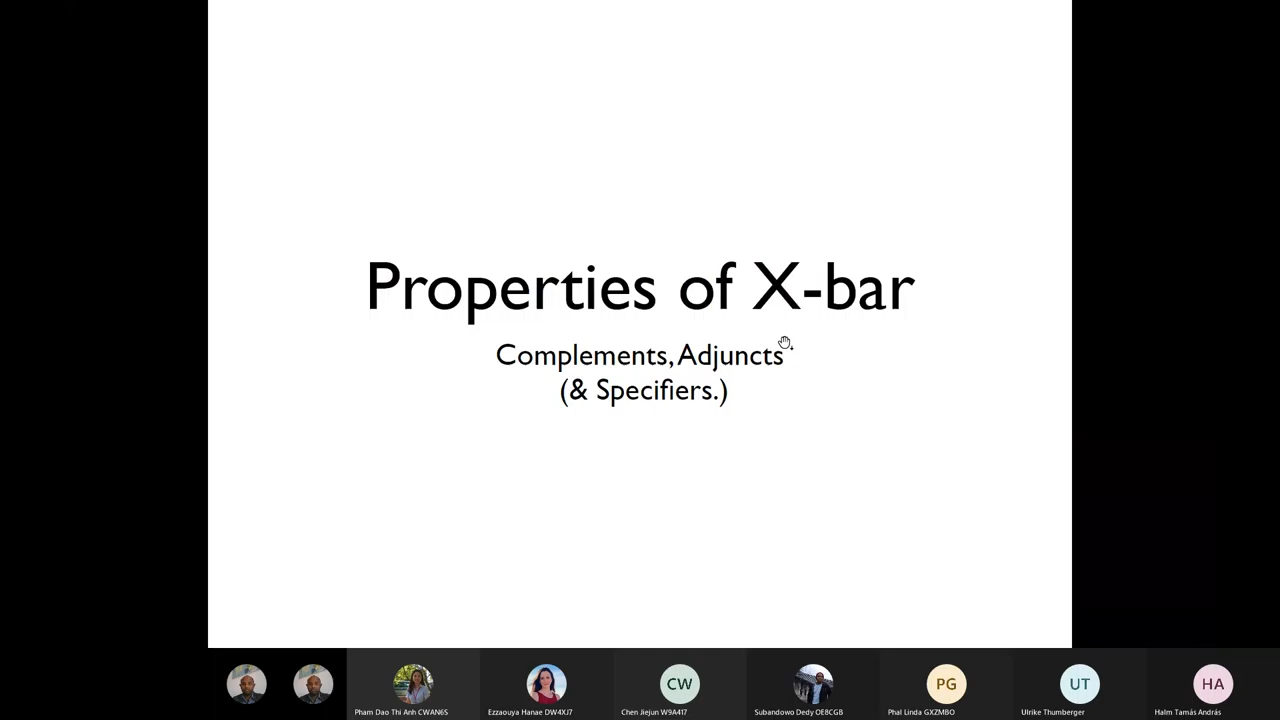 Properties of X-bar
Complements, Adjuncts
(& Specifiers.)
CW
PG
UT
HA
Pham Dao Thi Anh CWAN6S
Ezzaouya Hanae DW4XJ7
Chen Jiejun W9A417
Subandowo Dedy OE8CGB
Phal Linda GXZMBO
Ulrike Thumberger
Halm Tamás András